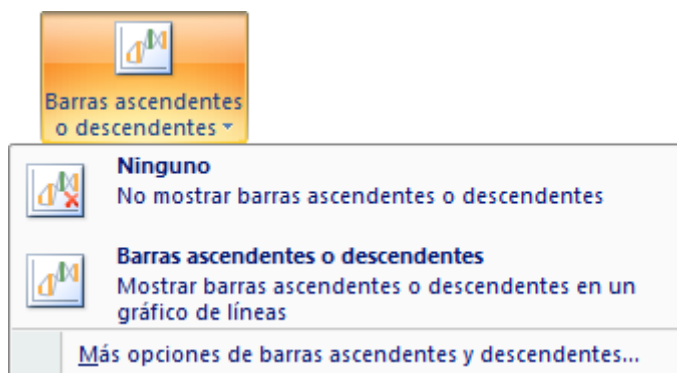 Barras ascendentes
o descendentes
Ninguno
No mostrar barras ascendentes o descendentes
Barras ascendentes o descendentes
Mostrar barras ascendentes o descendentes en un
gráfico de líneas
Más opciones de barras ascendentes y descendentes...